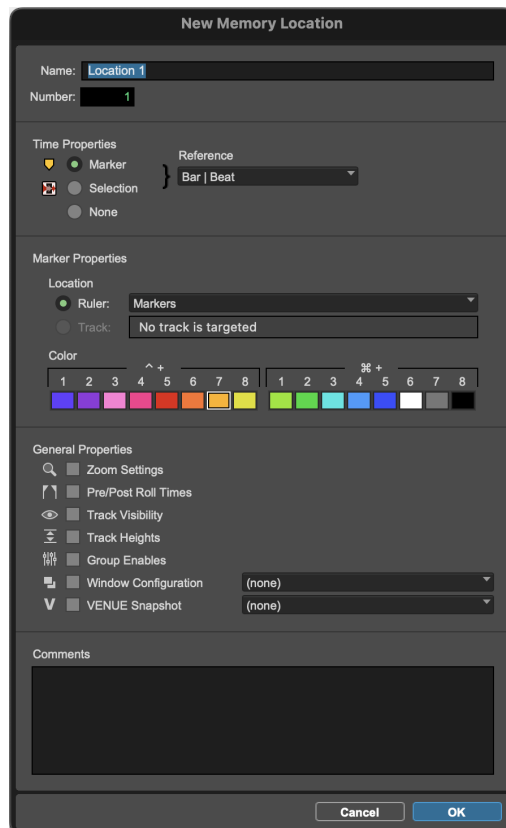 New Memory Location
Name: Location 1
Number: 1
Time Properties
Marker
Reference
Bar | Beat
Selection
None
Marker Properties
Location
Ruler: Markers
Track: No track is targeted
Color
^ + ⌘ +
1 2 3 4 5 6 7 8 1 2 3 4 5 6 7 8
General Properties
Zoom Settings
Pre/Post Roll Times
Track Visibility
Track Heights
Group Enables
Window Configuration (none)
VENUE Snapshot (none)
Comments
Cancel OK